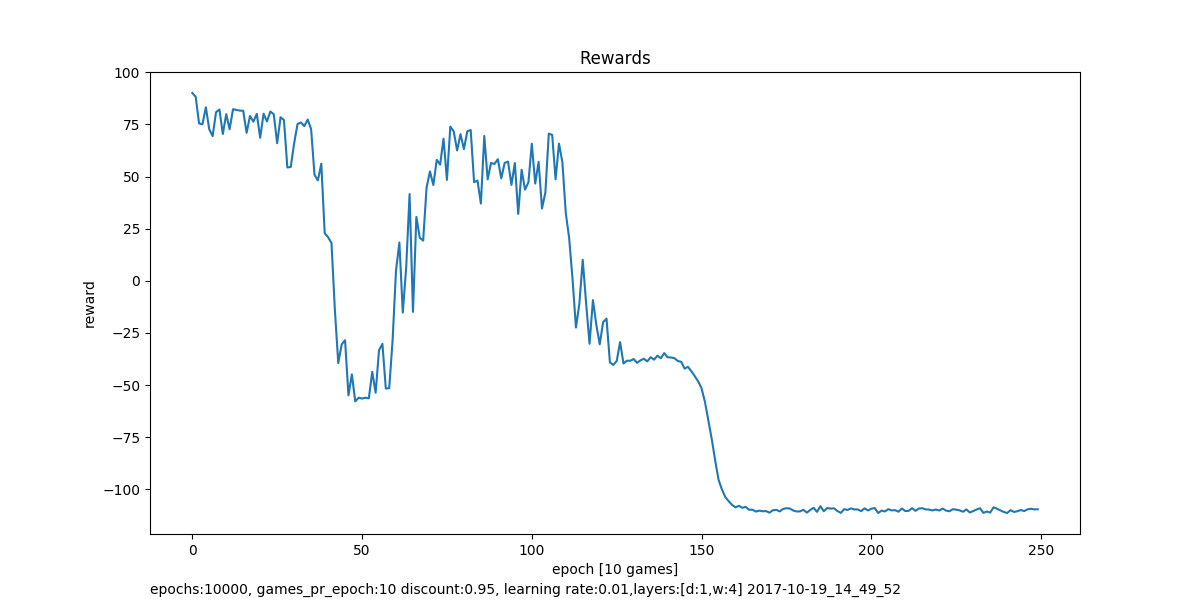 Rewards
100
75
50
25
0
−25
−50
−75
−100
reward
0 50 100 150 200 250
epoch [10 games]
epochs:10000, games_pr_epoch:10 discount:0.95, learning rate:0.01,layers:[d:1,w:4] 2017-10-19_14_49_52